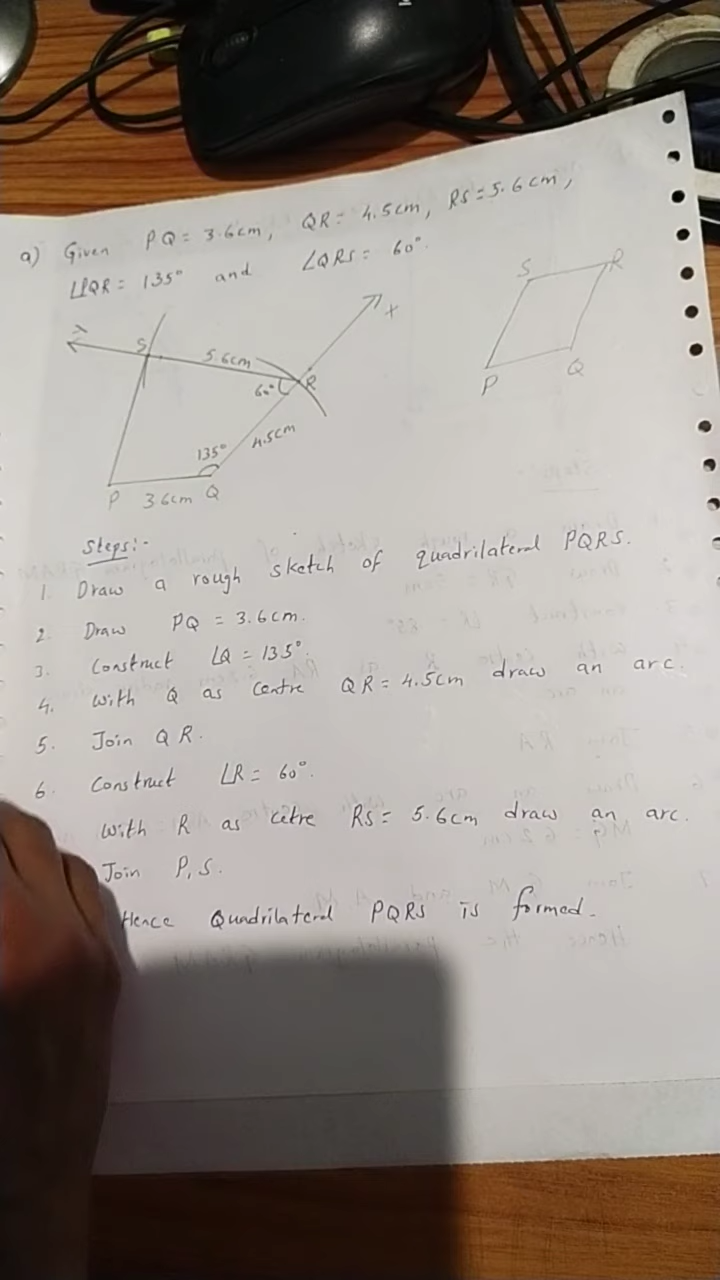 a) Given PQ = 3.6cm, QR = 4.5cm, RS = 5.6cm,
∠PQR = 135° and ∠QRS = 60°.
S R
P Q
X
S 5.6cm
60° R
135° 4.5cm
P 3.6cm Q
Steps:-
1. Draw a rough sketch of quadrilateral PQRS.
2. Draw PQ = 3.6cm.
3. Construct ∠Q = 135°.
4. With Q as centre QR = 4.5cm draw an arc.
5. Join QR.
6. Construct ∠R = 60°.
With R as cetre RS = 5.6cm draw an arc.
Join P,S.
Hence Quadrilateral PQRS is formed.